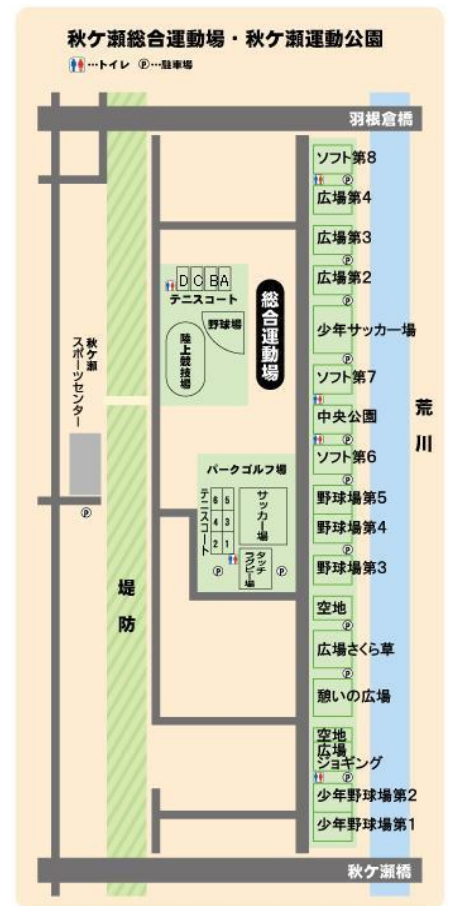 秋ケ瀬総合運動場・秋ケ瀬運動公園
…トイレ Ⓟ…駐車場
羽根倉橋
ソフト第8
Ⓟ
広場第4
広場第3
Ⓟ
広場第2
Ⓟ
少年サッカー場
Ⓟ
ソフト第7
中央公園
Ⓟ
ソフト第6
Ⓟ
野球場第5
野球場第4
Ⓟ
野球場第3
空地
Ⓟ
広場さくら草
Ⓟ
憩いの広場
空地
広場
ジョギング
Ⓟ
少年野球場第2
少年野球場第1
荒川
D C B A
テニスコート
野球場
陸上競技場
総合運動場
秋ケ瀬
スポーツセンター
Ⓟ
パークゴルフ場
テニスコート
6 5
4 3
2 1
サッカー場
タッチ
ラグビー場
Ⓟ
Ⓟ
堤防
秋ケ瀬橋